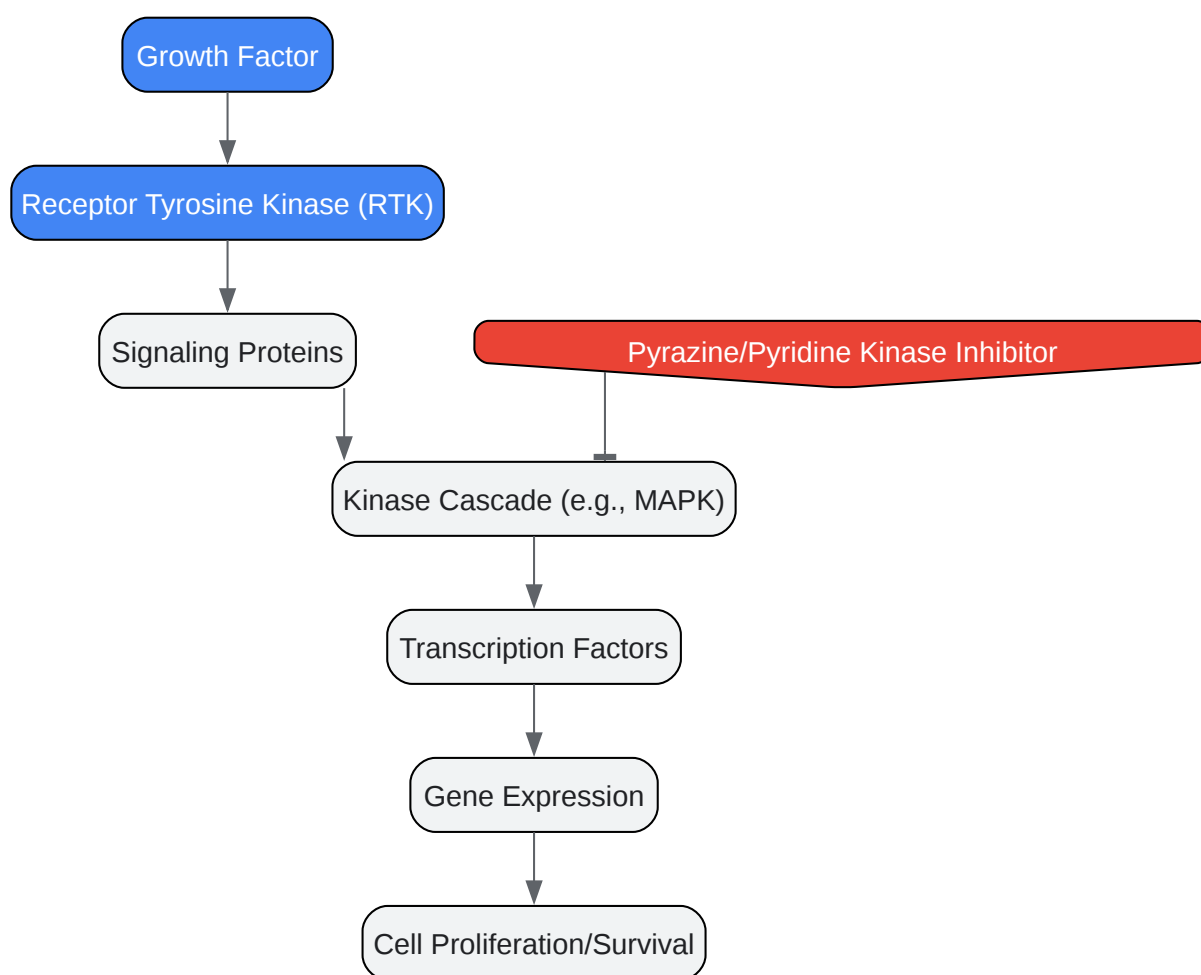 Growth Factor
Receptor Tyrosine Kinase (RTK)
Signaling Proteins
Pyrazine/Pyridine Kinase Inhibitor
Kinase Cascade (e.g., MAPK)
Transcription Factors
Gene Expression
Cell Proliferation/Survival